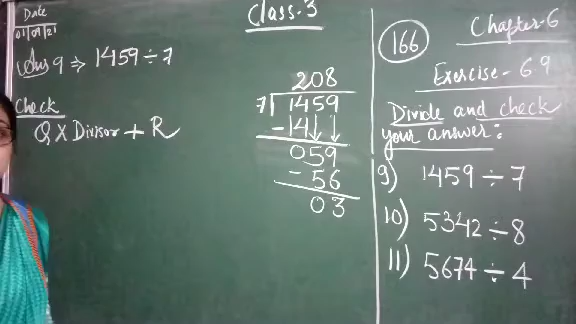 Date
01/09/21
Class-3
Ans 9 ⇒ 1459 ÷ 7
Check
Q X Divisor + R
208
7 1459
-14
059
- 56
03
166
Chapter-6
Exercise-6.9
Divide and check
your answer:
9) 1459 ÷ 7
10) 5342 ÷ 8
11) 5674 ÷ 4